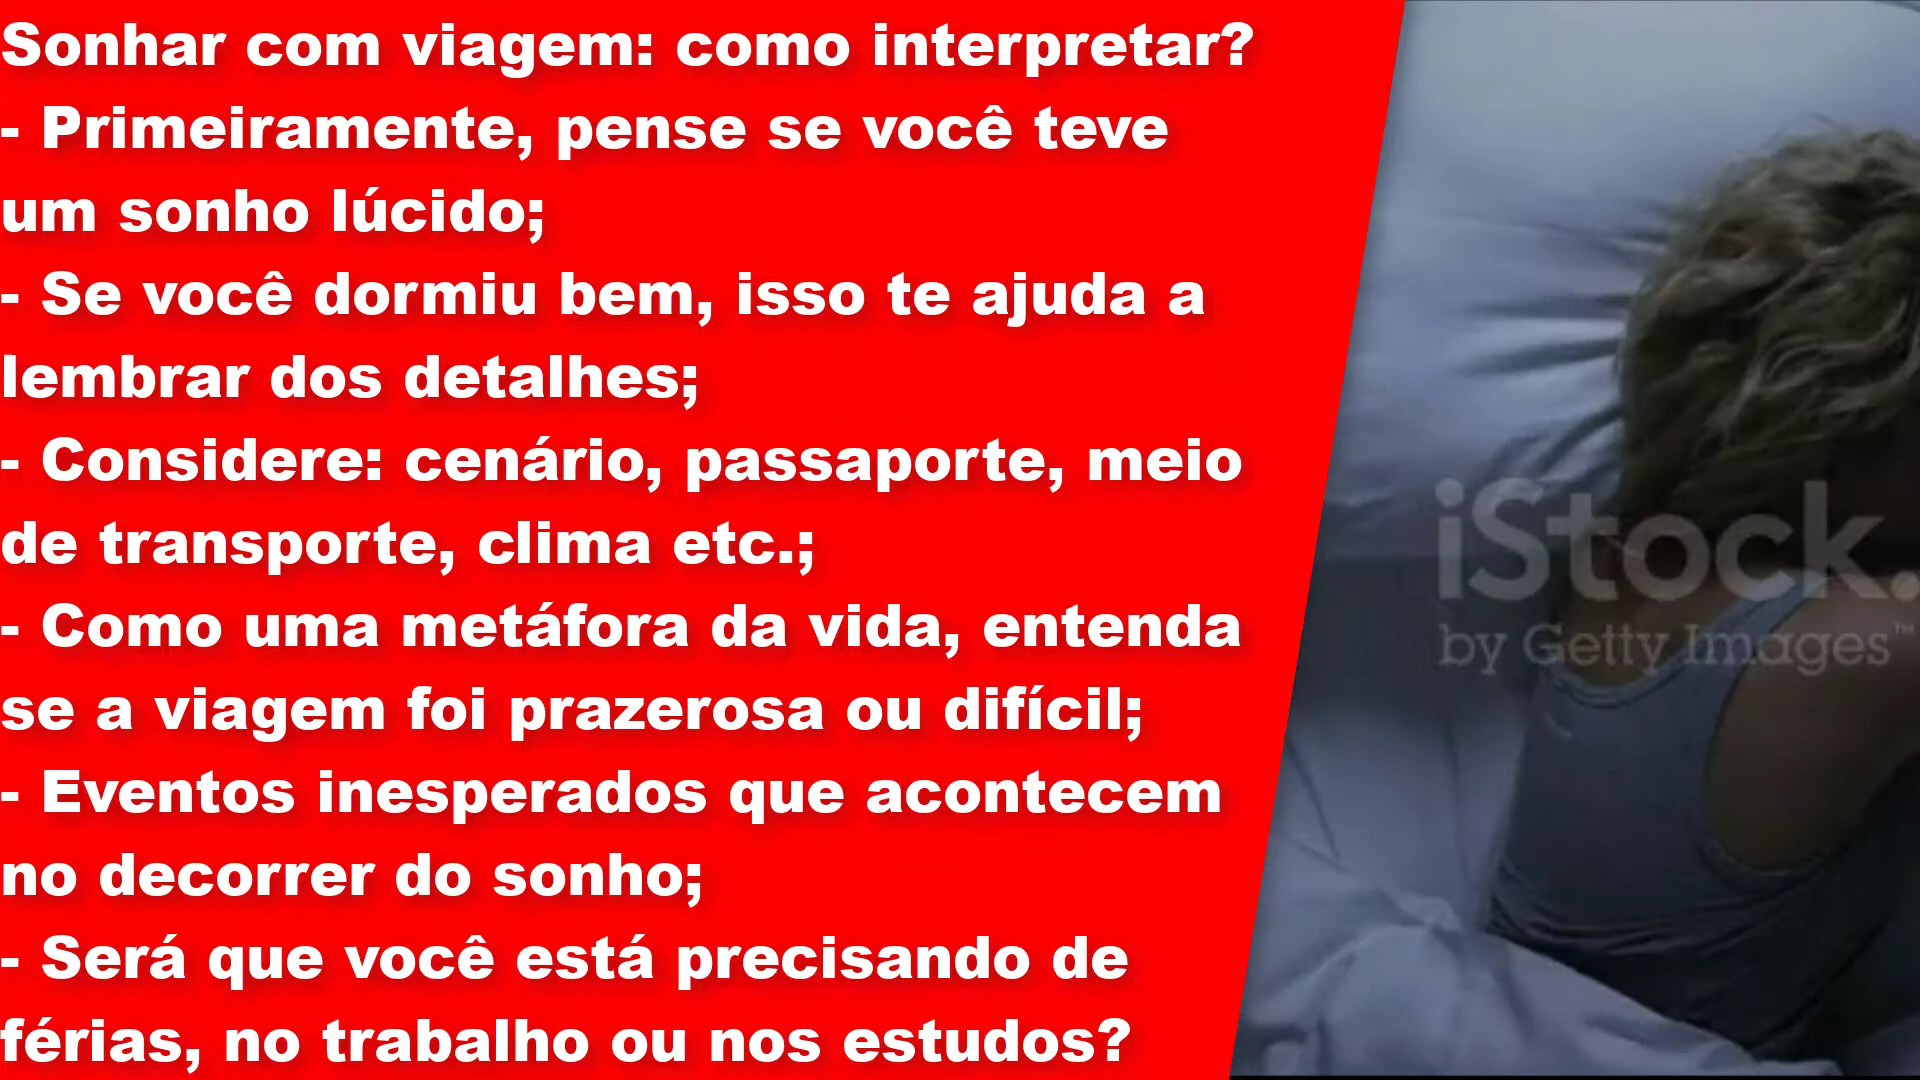 Sonhar com viagem: como interpretar?
- Primeiramente, pense se você teve
um sonho lúcido;
- Se você dormiu bem, isso te ajuda a
lembrar dos detalhes;
- Considere: cenário, passaporte, meio
de transporte, clima etc.;
- Como uma metáfora da vida, entenda
se a viagem foi prazerosa ou difícil;
- Eventos inesperados que acontecem
no decorrer do sonho;
- Será que você está precisando de
férias, no trabalho ou nos estudos?
iStock.
by Getty Images™